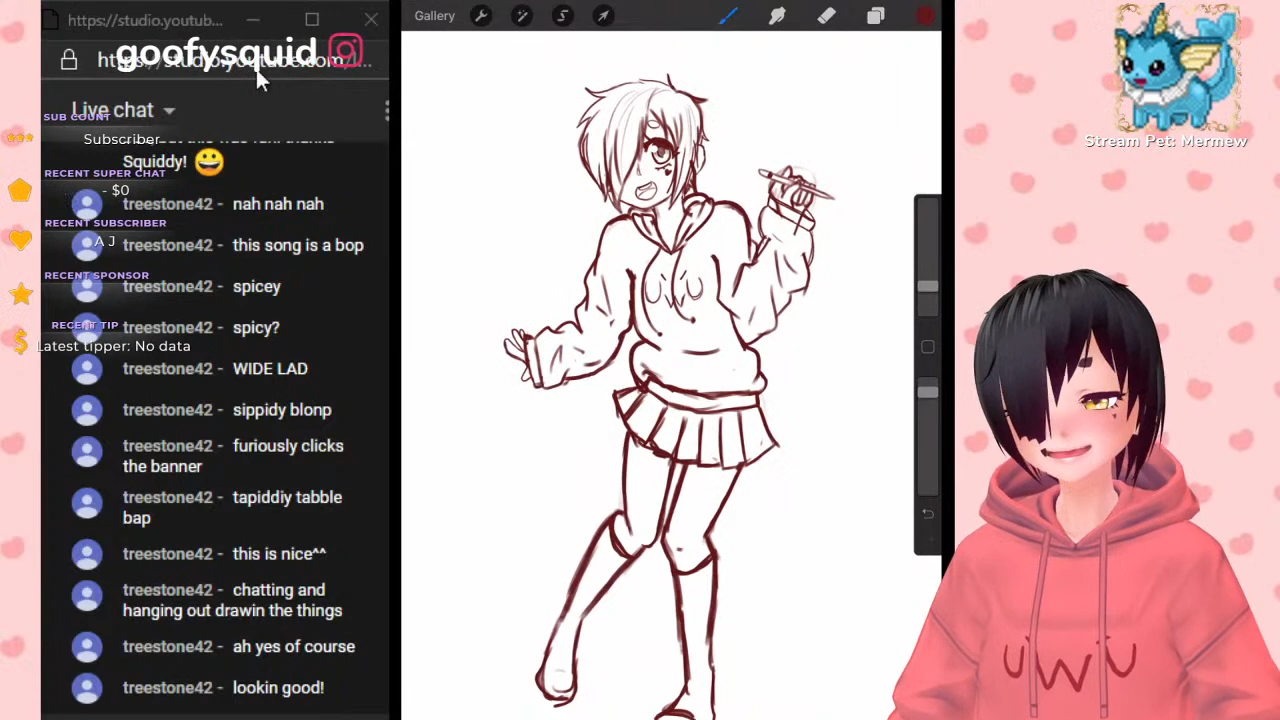 https://studio.youtub...
goofysquid
https://studio.youtube.com/l...
Live chat
SUB COUNT
Subscriber
Squiddy! 😀
RECENT SUPER CHAT
- $0
treestone42 - nah nah nah
RECENT SUBSCRIBER
A J
treestone42 - this song is a bop
RECENT SPONSOR
treestone42 - spicey
RECENT TIP
treestone42 - spicy?
Latest tipper: No data
treestone42 - WIDE LAD
treestone42 - sippidy blonp
treestone42 - furiously clicks
the banner
treestone42 - tapiddiy tabble
bap
treestone42 - this is nice^^
treestone42 - chatting and
hanging out drawin the things
treestone42 - ah yes of course
treestone42 - lookin good!
Gallery
UWU
Stream Pet: Mermew
UWU